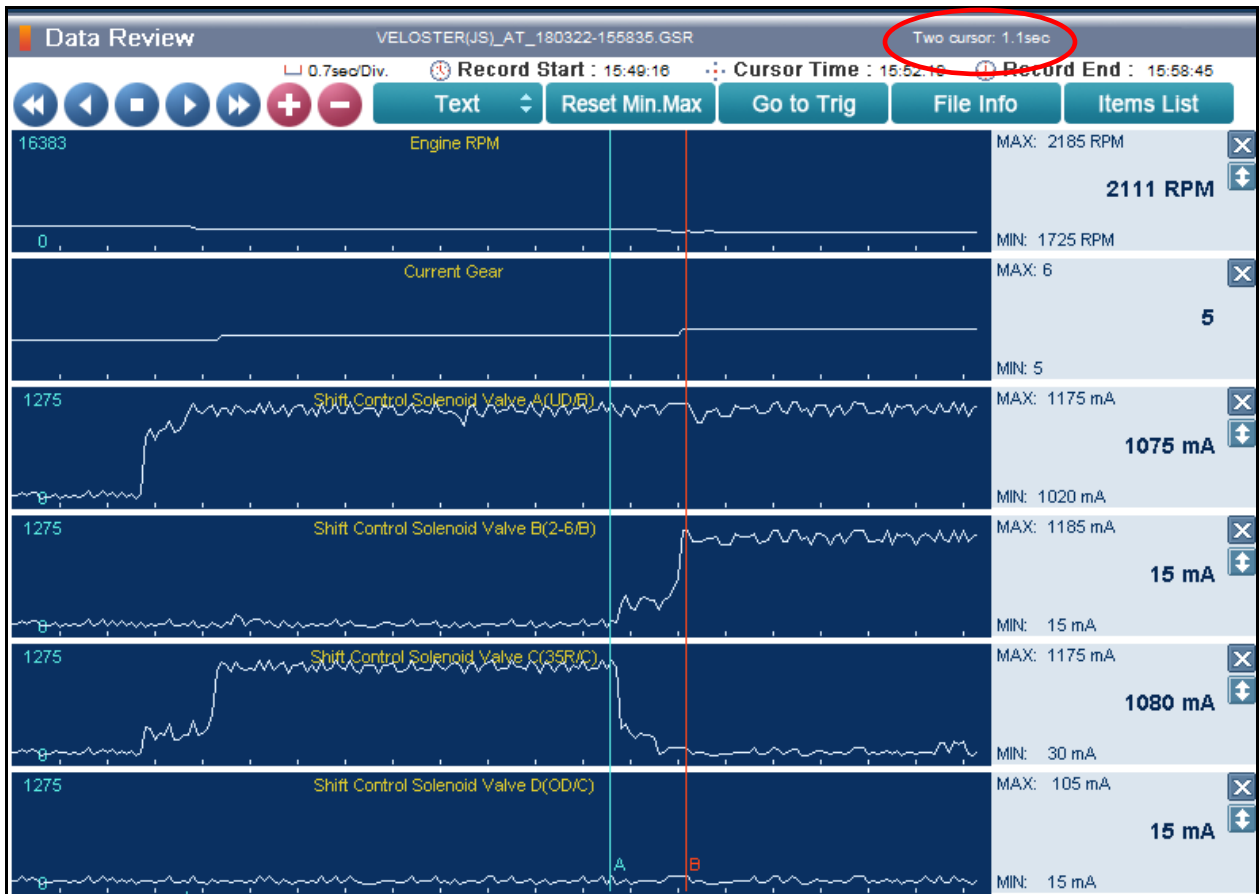 Data Review VELOSTER(JS)_AT_180322-155835.GSR Two cursor: 1.1sec
0.7sec/Div. Record Start : 15:49:16 Cursor Time : 15:52:19 Record End : 15:58:45
Text Reset Min.Max Go to Trig File Info Items List
16383 Engine RPM MAX: 2185 RPM
2111 RPM
0 MIN: 1725 RPM
Current Gear MAX: 6
5
MIN: 5
1275 Shift Control Solenoid Valve A(UD/B) MAX: 1175 mA
1075 mA
0 MIN: 1020 mA
1275 Shift Control Solenoid Valve B(2-6/B) MAX: 1185 mA
15 mA
0 MIN: 15 mA
1275 Shift Control Solenoid Valve C(35R/C) MAX: 1175 mA
1080 mA
0 MIN: 30 mA
1275 Shift Control Solenoid Valve D(OD/C) MAX: 105 mA
15 mA
A B
0 MIN: 15 mA